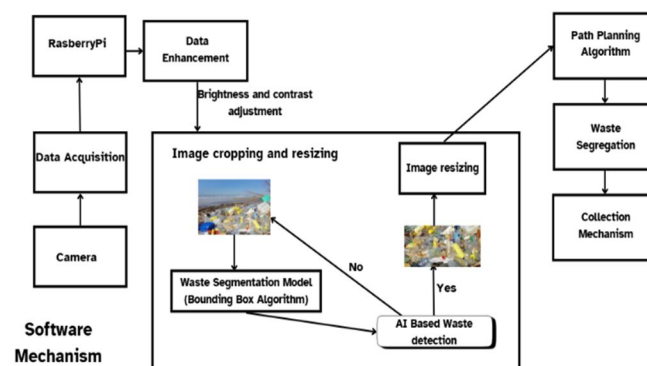 RasberryPi
Data
Enhancement
Brightness and contrast
adjustment
Data Acquisition
Camera
Software
Mechanism
Image cropping and resizing
Waste Segmentation Model
(Bounding Box Algorithm)
No
Yes
AI Based Waste
detection
Image resizing
Path Planning
Algorithm
Waste
Segregation
Collection
Mechanism